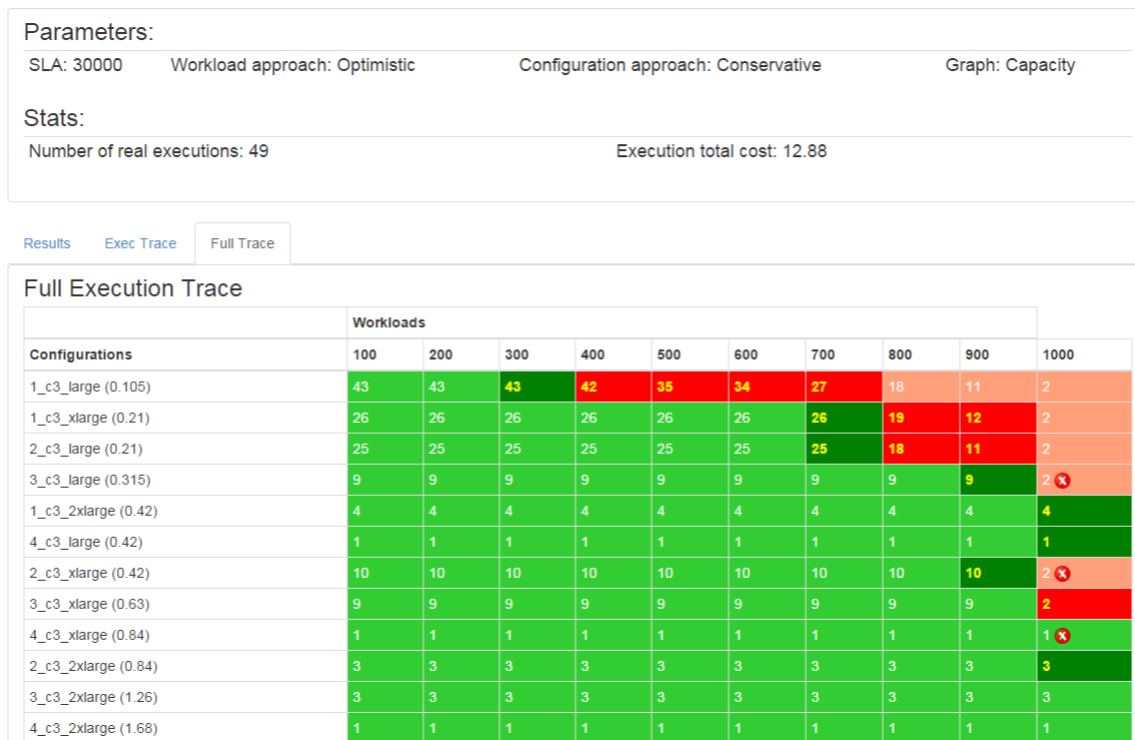 Parameters:
SLA: 30000 Workload approach: Optimistic Configuration approach: Conservative Graph: Capacity
Stats:
Number of real executions: 49 Execution total cost: 12.88
Results Exec Trace Full Trace
Full Execution Trace
Workloads
Configurations 100 200 300 400 500 600 700 800 900 1000
1_c3_large (0.105) 43 43 43 42 35 34 27 18 11 2
1_c3_xlarge (0.21) 26 26 26 26 26 26 26 19 12 2
2_c3_large (0.21) 25 25 25 25 25 25 25 18 11 2
3_c3_large (0.315) 9 9 9 9 9 9 9 9 9 2 x
1_c3_2xlarge (0.42) 4 4 4 4 4 4 4 4 4 4
4_c3_large (0.42) 1 1 1 1 1 1 1 1 1 1
2_c3_xlarge (0.42) 10 10 10 10 10 10 10 10 10 2 x
3_c3_xlarge (0.63) 9 9 9 9 9 9 9 9 9 2
4_c3_xlarge (0.84) 1 1 1 1 1 1 1 1 1 1 x
2_c3_2xlarge (0.84) 3 3 3 3 3 3 3 3 3 3
3_c3_2xlarge (1.26) 3 3 3 3 3 3 3 3 3 3
4_c3_2xlarge (1.68) 1 1 1 1 1 1 1 1 1 1